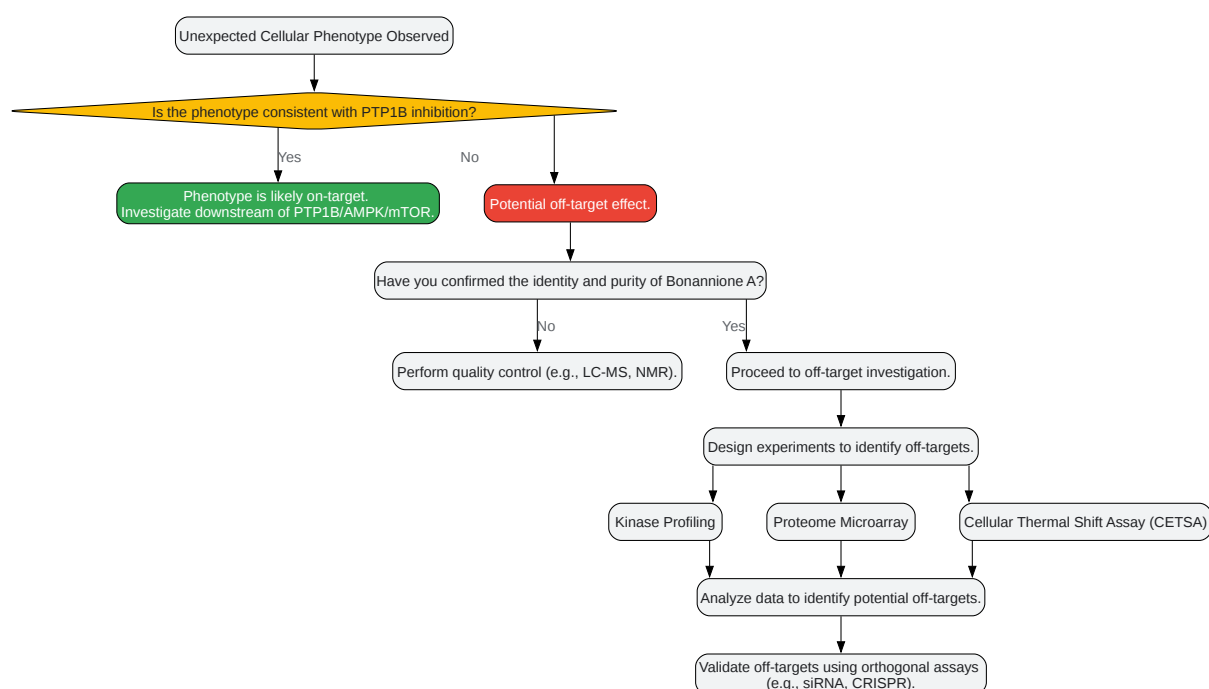 Unexpected Cellular Phenotype Observed
Is the phenotype consistent with PTP1B inhibition?
Yes
No
Phenotype is likely on-target.
Investigate downstream of PTP1B/AMPK/mTOR.
Potential off-target effect.
Have you confirmed the identity and purity of Bonannione A?
No
Yes
Perform quality control (e.g., LC-MS, NMR).
Proceed to off-target investigation.
Design experiments to identify off-targets.
Kinase Profiling
Proteome Microarray
Cellular Thermal Shift Assay (CETSA)
Analyze data to identify potential off-targets.
Validate off-targets using orthogonal assays
(e.g., siRNA, CRISPR).